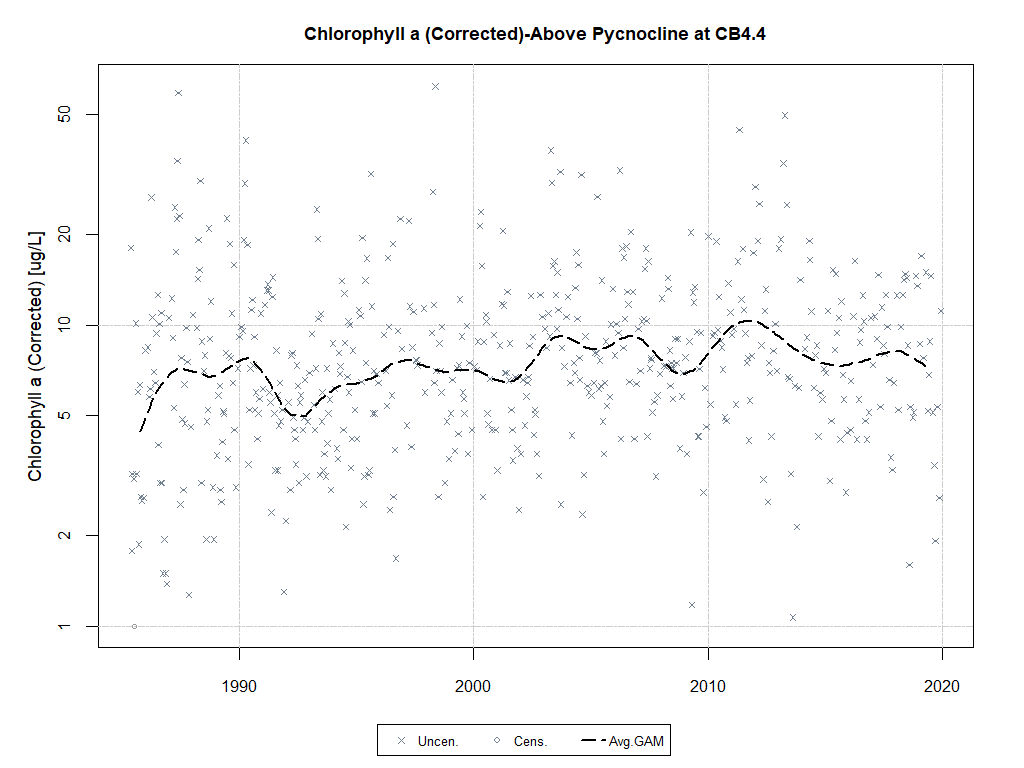 Chlorophyll a (Corrected)-Above Pycnocline at CB4.4
Chlorophyll a (Corrected) [ug/L]
50
20
10
5
2
1
1990 2000 2010 2020
Uncen. Cens. Avg.GAM